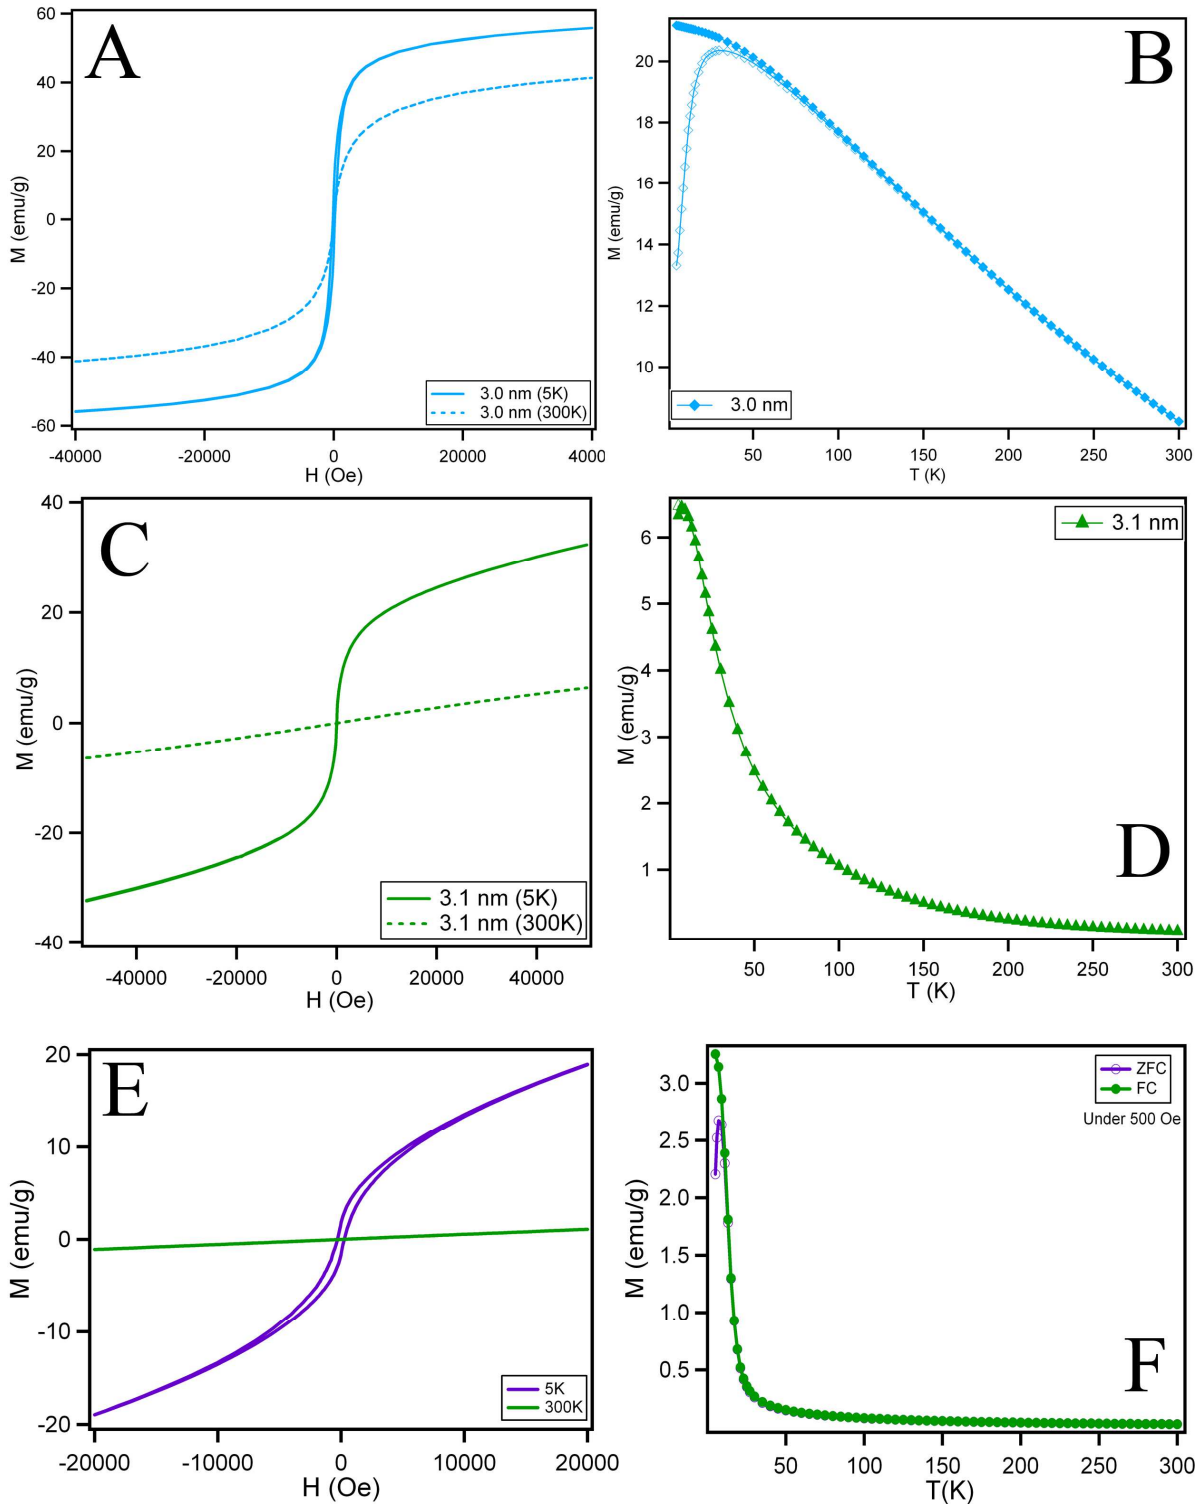 A
60
40
20
0
-20
-40
-60
M (emu/g)
-40000
-20000
0
20000
4000
H (Oe)
3.0 nm (5K)
3.0 nm (300K)
B
20
18
16
14
12
10
M (emu/g)
50
100
150
200
250
300
T (K)
3.0 nm
C
40
20
0
-20
-40
M (emu/g)
-40000
-20000
0
20000
40000
H (Oe)
3.1 nm (5K)
3.1 nm (300K)
D
6
5
4
3
2
1
M (emu/g)
50
100
150
200
250
300
T (K)
3.1 nm
E
20
10
0
-10
-20
M (emu/g)
-20000
-10000
0
10000
20000
H (Oe)
5K
300K
F
3.0
2.5
2.0
1.5
1.0
0.5
M (emu/g)
50
100
150
200
250
300
T(K)
ZFC
FC
Under 500 Oe